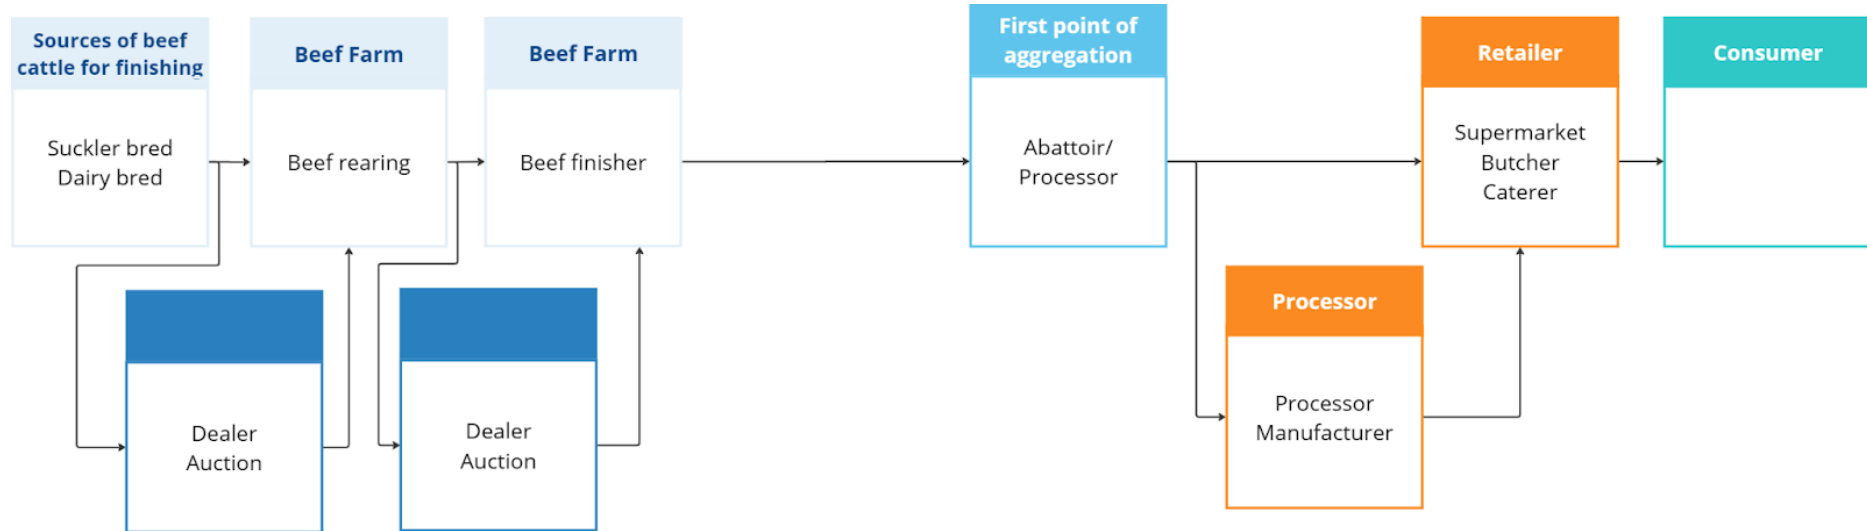 Sources of beef
cattle for finishing
Suckler bred
Dairy bred
Beef Farm
Beef rearing
Beef Farm
Beef finisher
First point of
aggregation
Abattoir/
Processor
Retailer
Supermarket
Butcher
Caterer
Consumer
Dealer
Auction
Dealer
Auction
Processor
Processor
Manufacturer